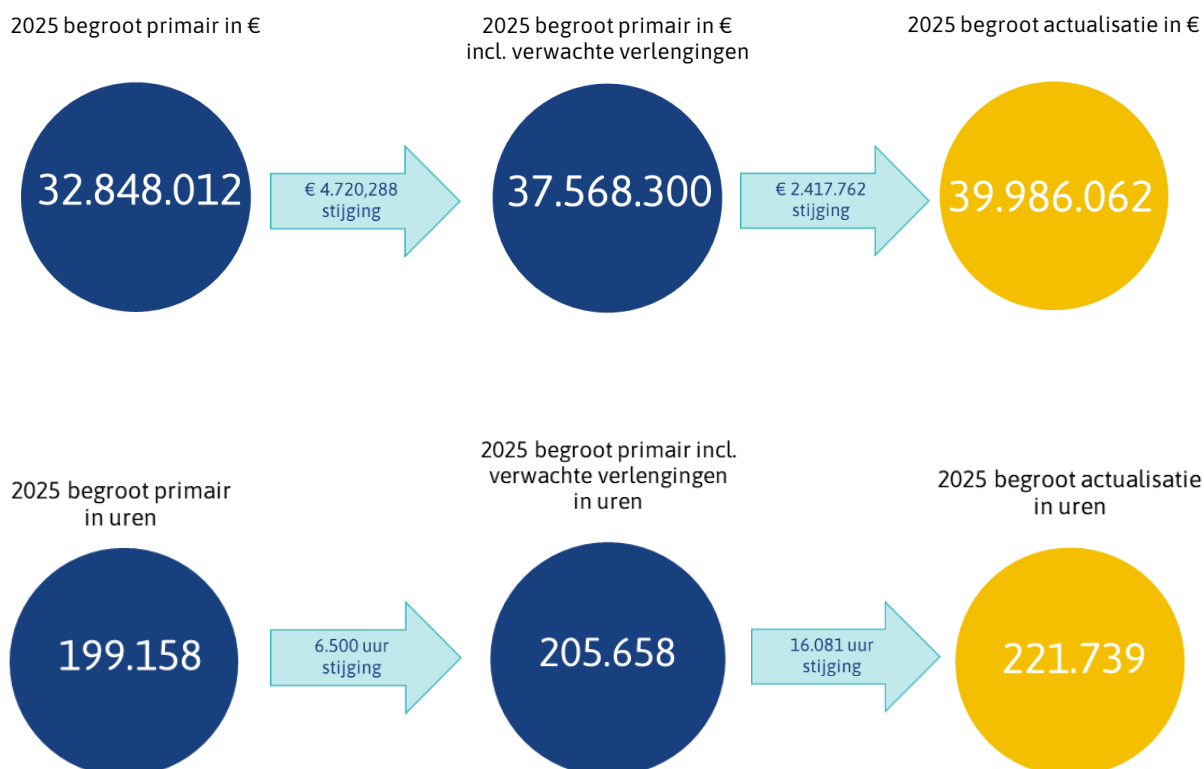 2025 begroot primair in €
2025 begroot primair in €
incl. verwachte verlengingen
2025 begroot actualisatie in €
32.848.012
€ 4.720,288
stijging
37.568.300
€ 2.417.762
stijging
39.986.062
2025 begroot primair
in uren
2025 begroot primair incl.
verwachte verlengingen
in uren
2025 begroot actualisatie
in uren
199.158
6.500 uur
stijging
205.658
16.081 uur
stijging
221.739